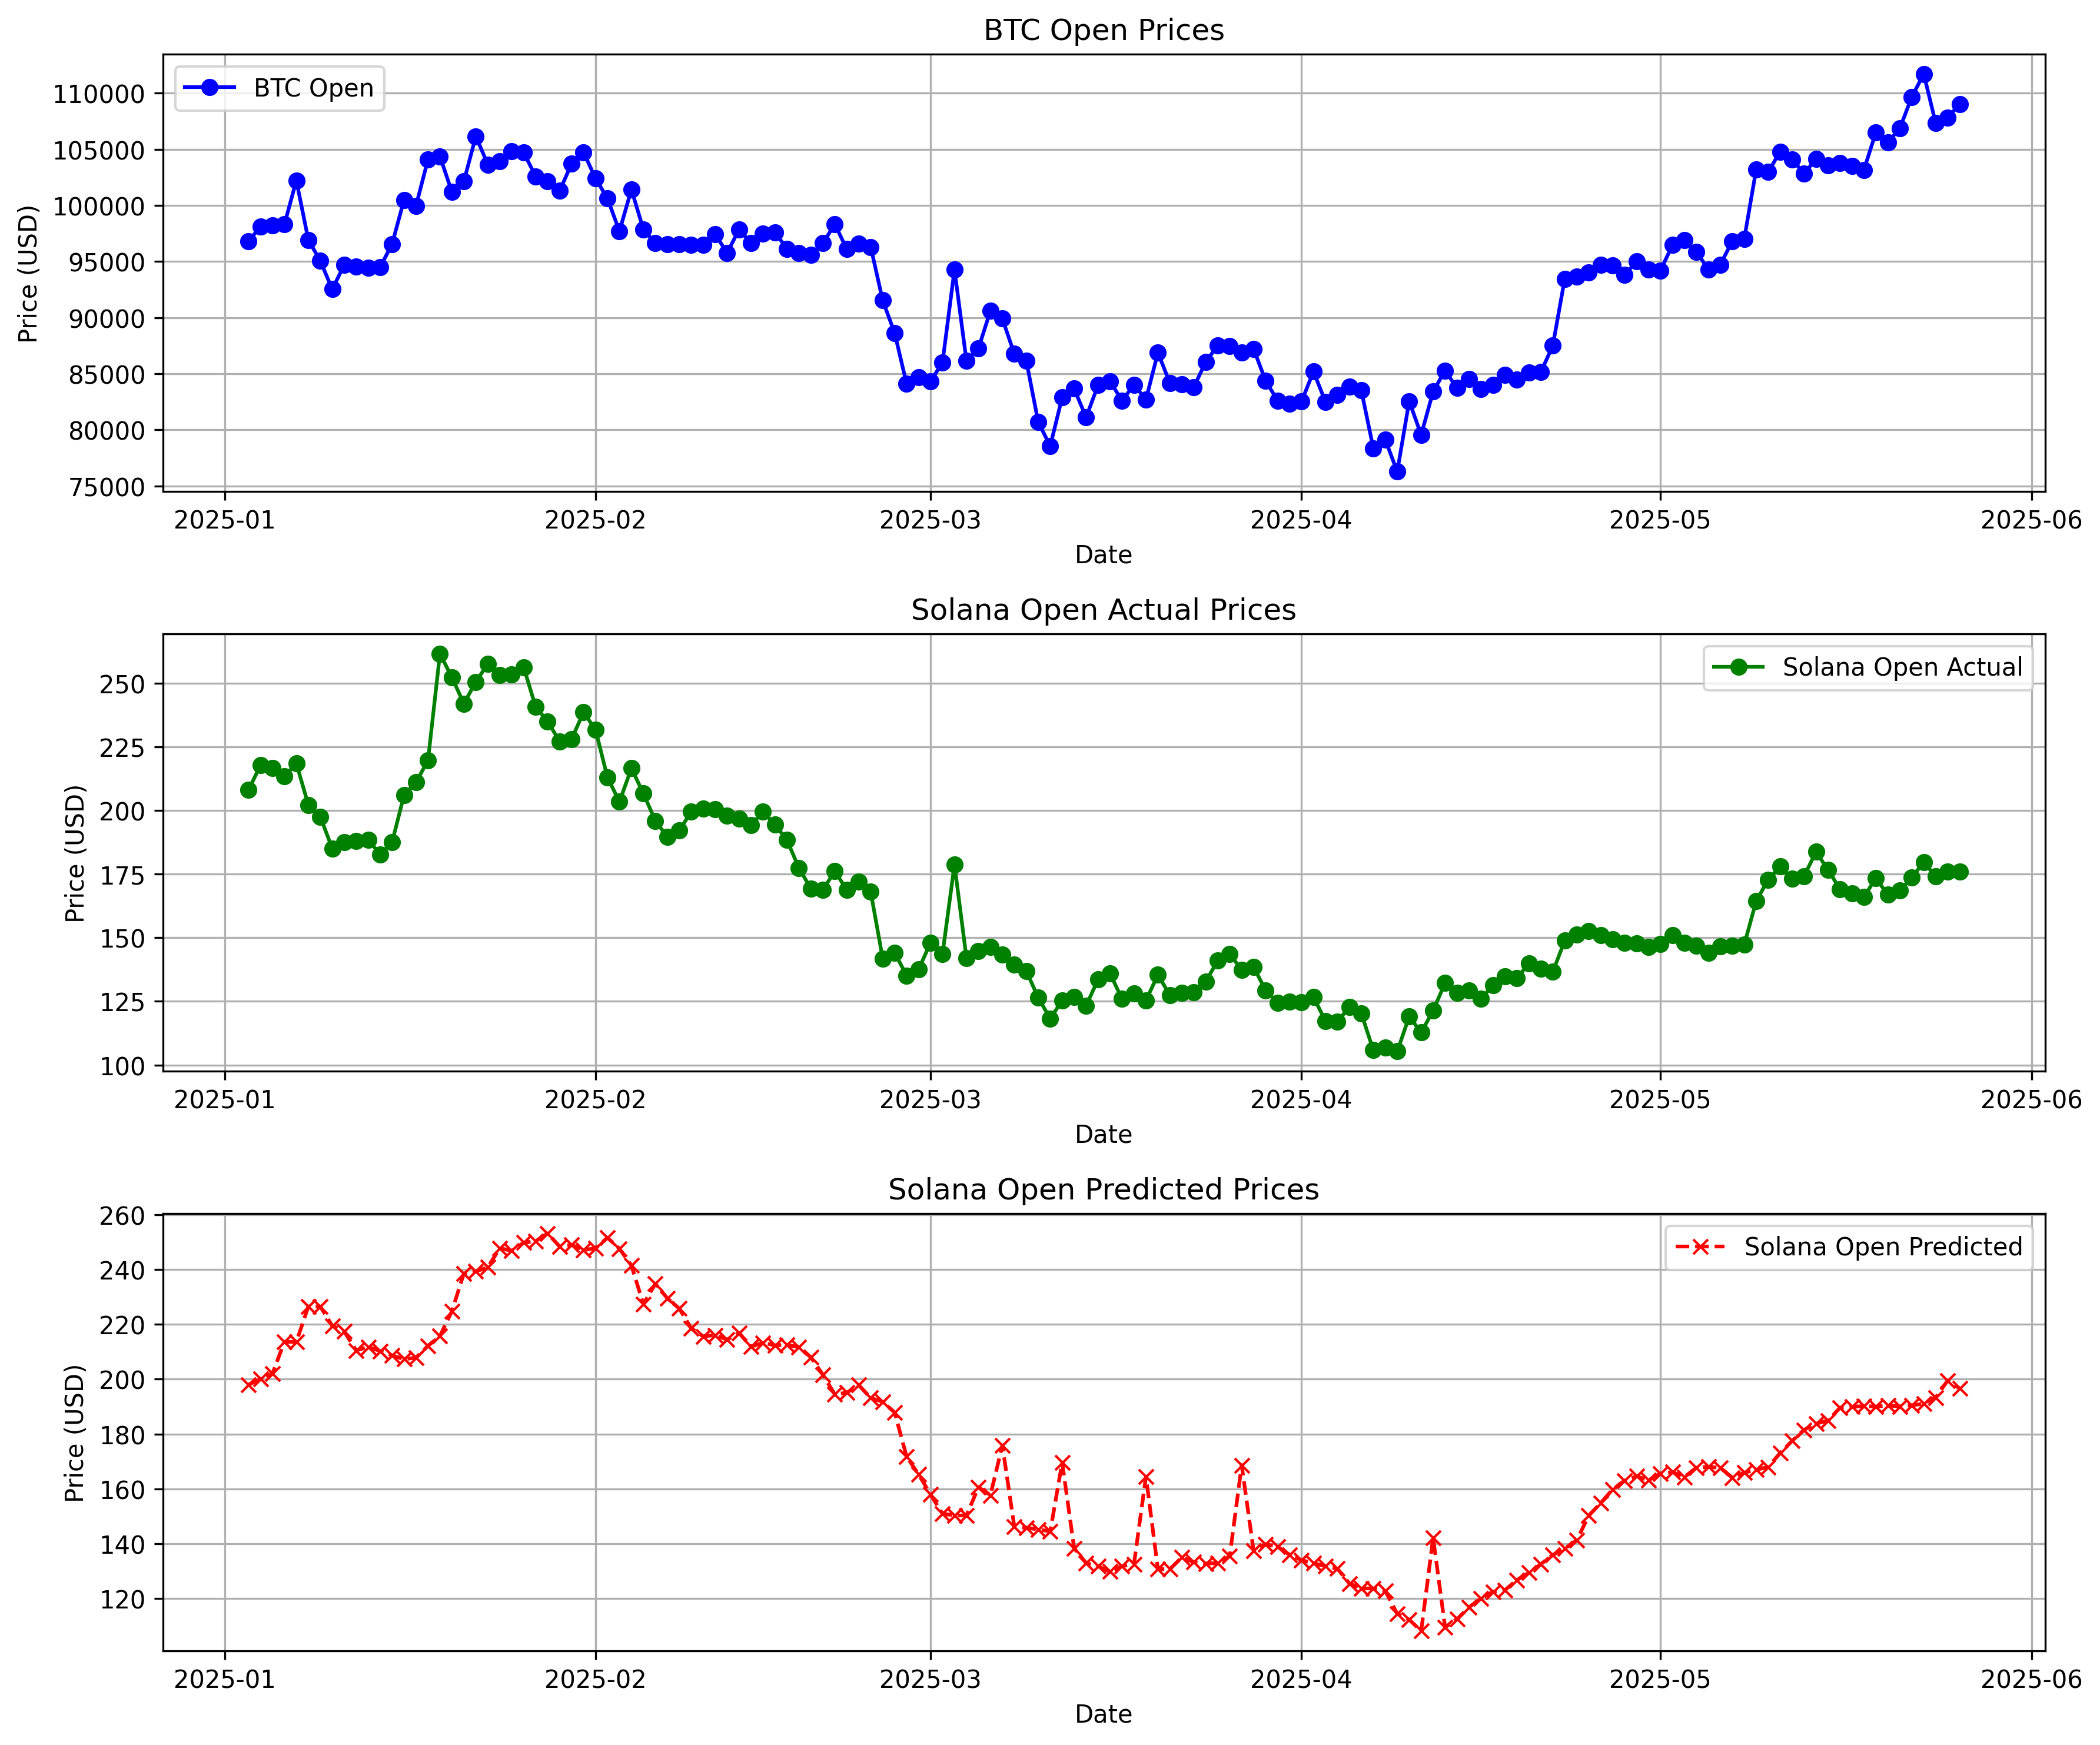 BTC Open Prices
BTC Open
110000
105000
100000
95000
90000
85000
80000
75000
Price (USD)
2025-01 2025-02 2025-03 2025-04 2025-05 2025-06
Date
Solana Open Actual Prices
Solana Open Actual
250
225
200
175
150
125
100
Price (USD)
2025-01 2025-02 2025-03 2025-04 2025-05 2025-06
Date
Solana Open Predicted Prices
Solana Open Predicted
260
240
220
200
180
160
140
120
Price (USD)
2025-01 2025-02 2025-03 2025-04 2025-05 2025-06
Date